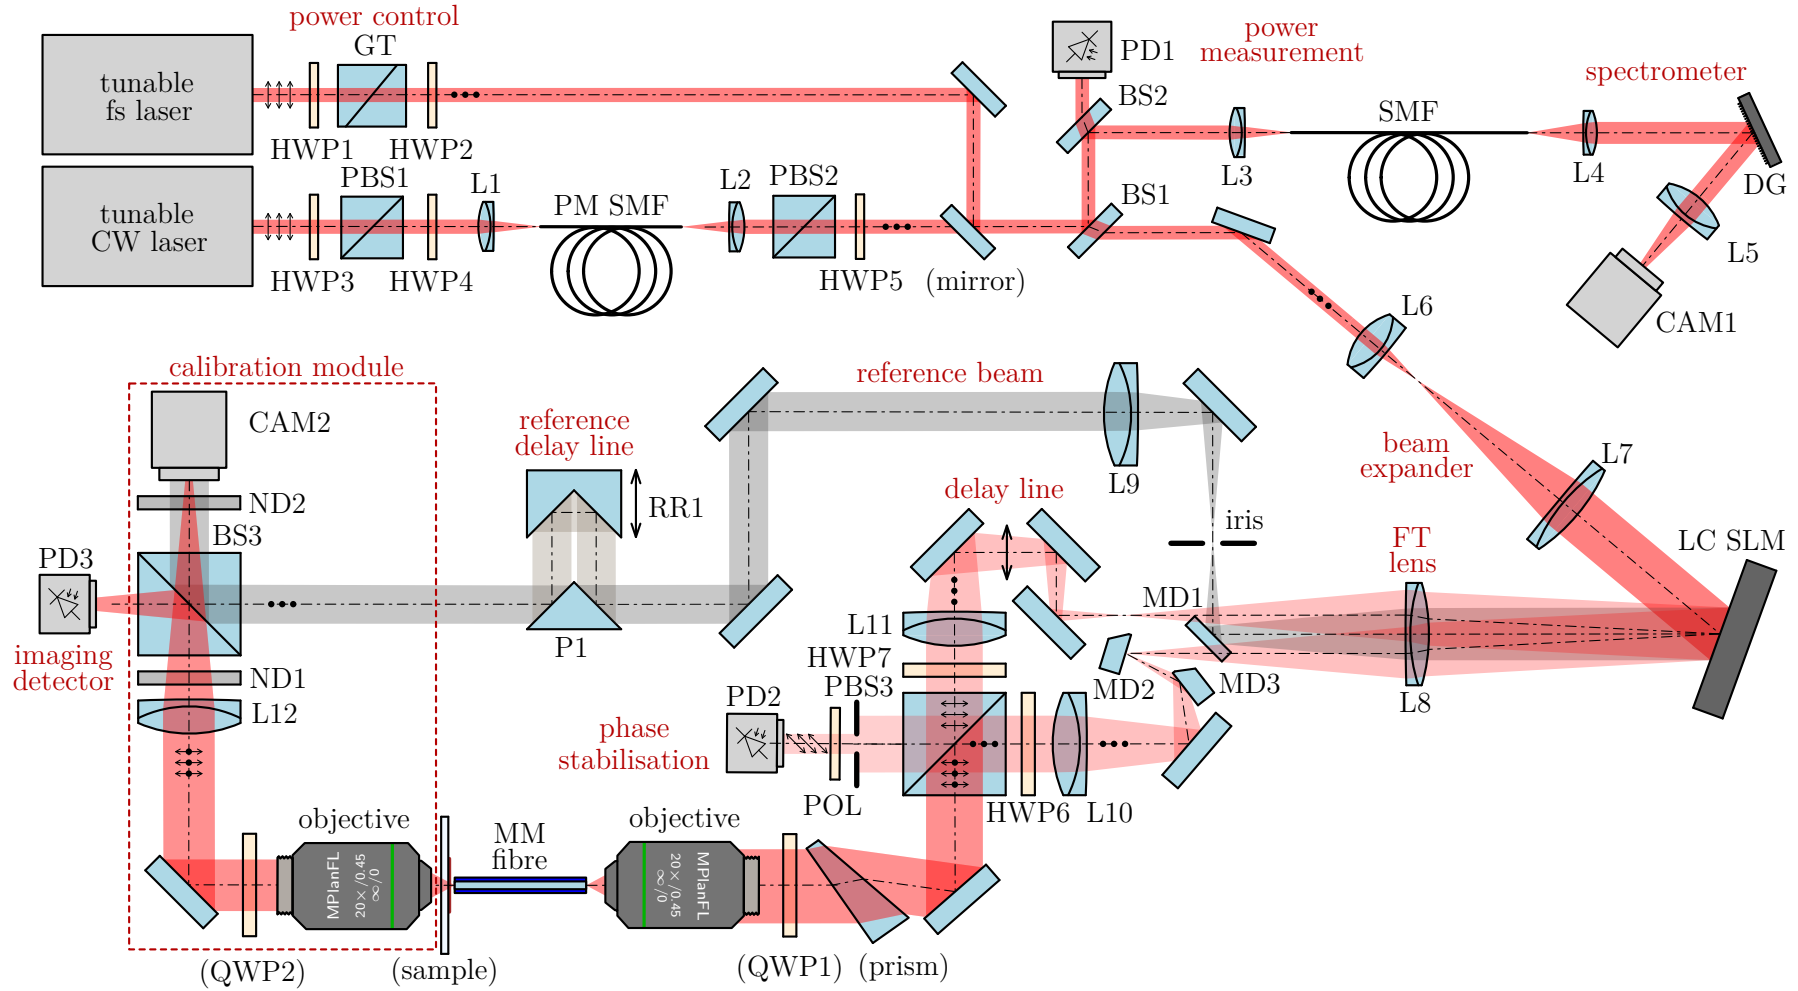 power control
GT
tunable
fs laser
HWP1
HWP2
PBS1
tunable
CW laser
HWP3
HWP4
L1
PM SMF
L2
PBS2
HWP5
(mirror)
PD1
BS2
BS1
power
measurement
L3
SMF
spectrometer
L4
DG
L5
CAM1
L6
beam
expander
L7
LC SLM
FT
lens
L8
calibration module
CAM2
ND2
BS3
PD3
imaging
detector
ND1
L12
reference
delay line
RR1
P1
reference beam
L9
iris
delay line
MD1
MD2
MD3
L11
HWP7
PBS3
PD2
phase
stabilisation
POL
HWP6
L10
objective
MPlanFL
20× /0.45
∞/0
MM
fibre
objective
MPlanFL
20× /0.45
∞/0
(QWP2)
(sample)
(QWP1)
(prism)